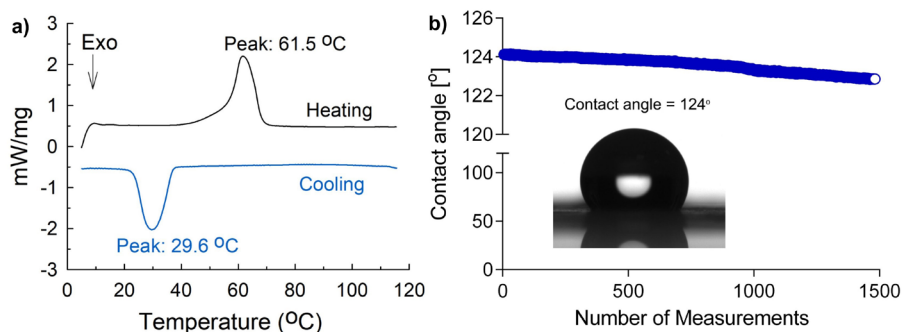 a)
Exo
Peak: 61.5 °C
Heating
Cooling
Peak: 29.6 °C
mW/mg
3
2
1
0
-1
-2
-3
0
20
40
60
80
100
120
Temperature (°C)
b)
Contact angle [°]
126
124
122
120
100
50
0
Contact angle = 124°
0
500
1000
1500
Number of Measurements